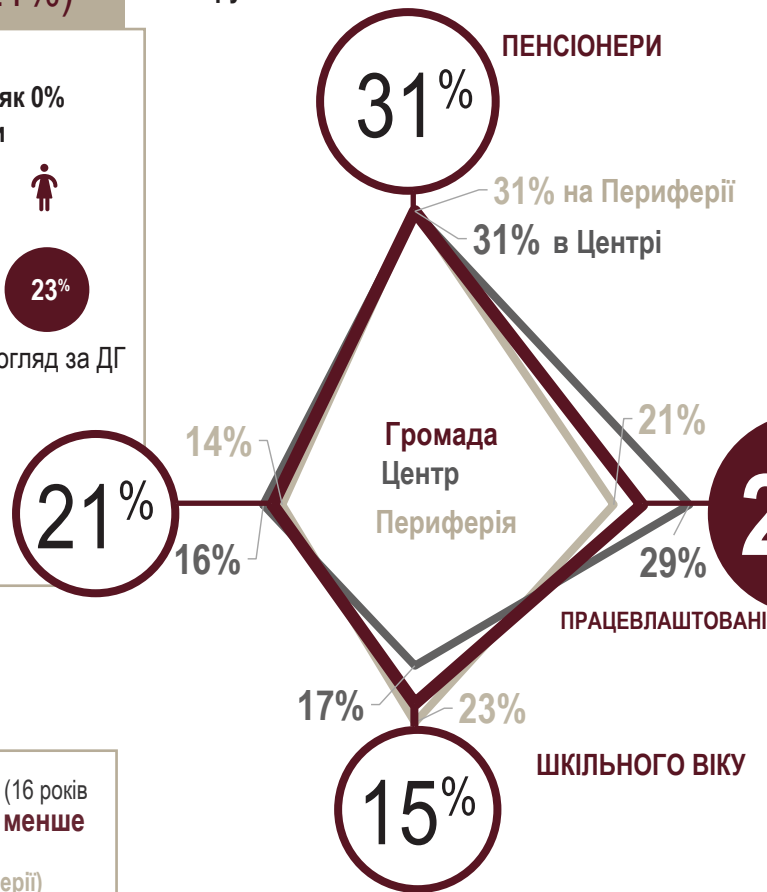 ПЕНСІОНЕРИ
31%
31% на Периферії
31% в Центрі
як 0%
23%
огляд за ДГ
14%
21%
Громада
Центр
Периферія
21%
16%
29%
2
ПРАЦЕВЛАШТОВАНІ
17%
23%
ШКІЛЬНОГО ВІКУ
15%
(16 років
менше
ерії)